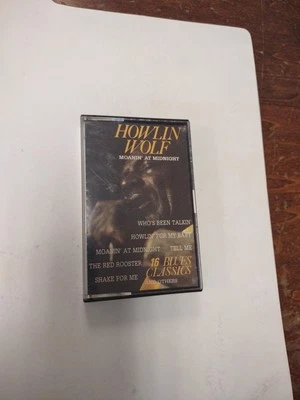 HOWLIN'
WOLF
MOANIN' AT MIDNIGHT
WHO'S BEEN TALKIN'
HOWLIN' FOR MY BABY
MOANIN' AT MIDNIGHT TELL ME
THE RED ROOSTER
SHAKE FOR ME
16 BLUES
CLASSICS
OTHERS